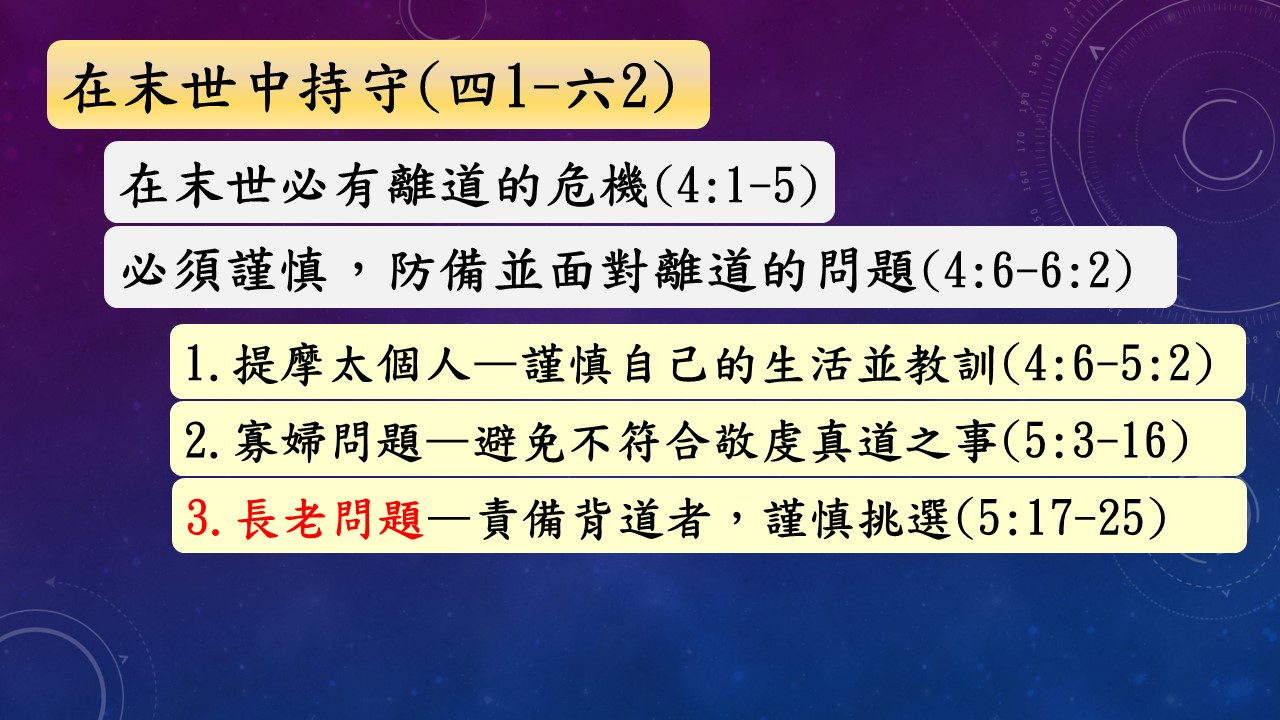 在末世中持守(四1-六2)
在末世必有離道的危機(4:1-5)
必須謹慎，防備並面對離道的問題(4:6-6:2)
1.提摩太個人—謹慎自己的生活並教訓(4:6-5:2)
2.寡婦問題—避免不符合敬虔真道之事(5:3-16)
3.長老問題—責備背道者，謹慎挑選(5:17-25)